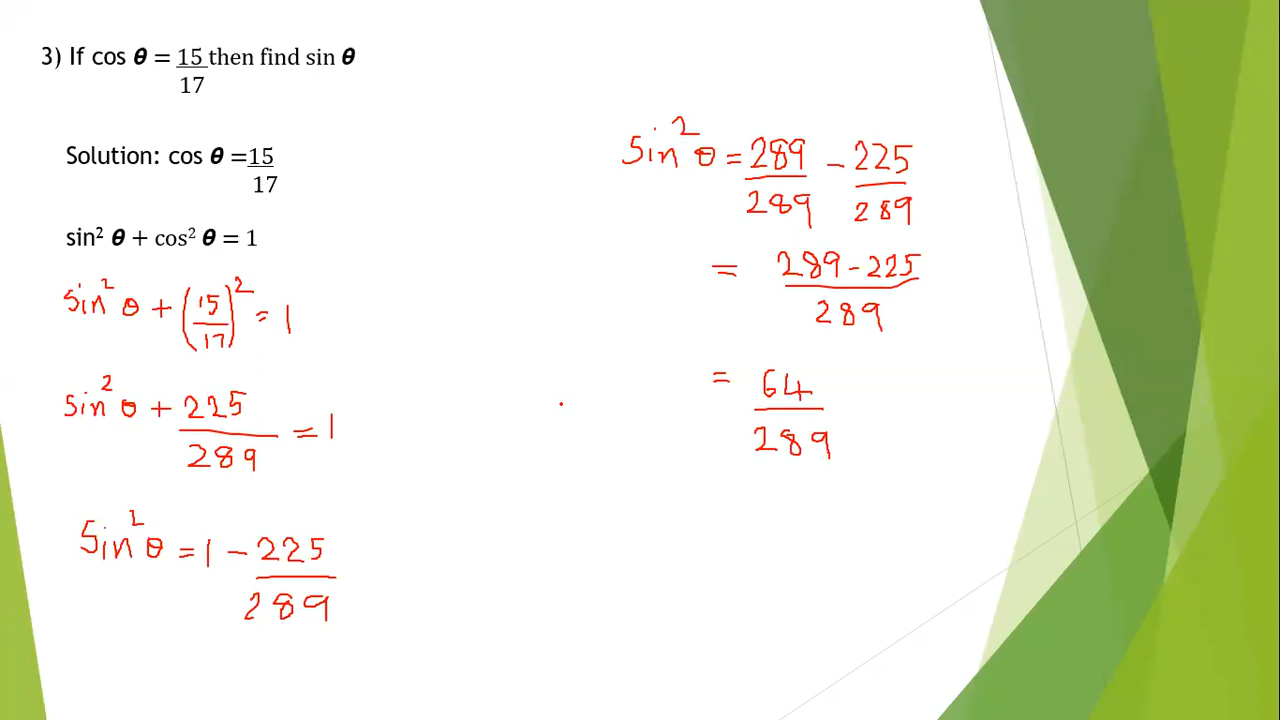 3) If cos θ = 15 then find sin θ
17
Solution: cos θ =15
17
sin² θ + cos² θ = 1
sin² θ + (15/17)² = 1
sin² θ + 225/289 = 1
Sin² θ = 1 - 225/289
Sin² θ = 289/289 - 225/289
= 289-225/289
= 64/289